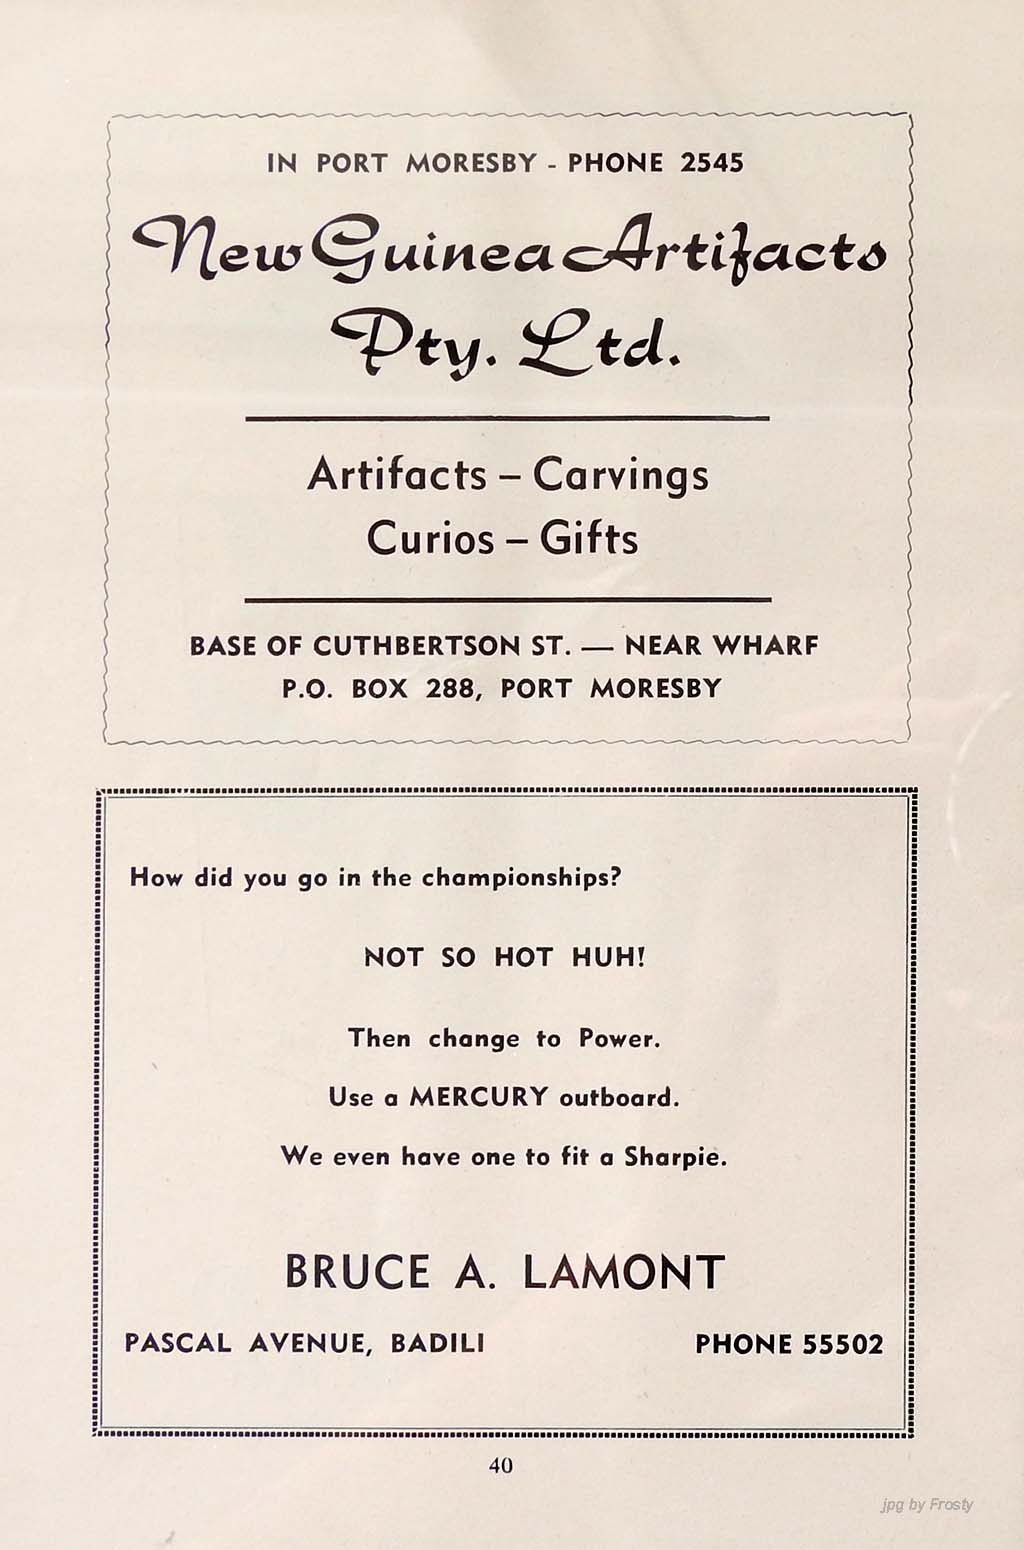 IN PORT MORESBY - PHONE 2545
New Guinea Artifacts
Pty. Ltd.
Artifacts – Carvings
Curios – Gifts
BASE OF CUTHBERTSON ST. — NEAR WHARF
P.O. BOX 288, PORT MORESBY
How did you go in the championships?
NOT SO HOT HUH!
Then change to Power.
Use a MERCURY outboard.
We even have one to fit a Sharpie.
BRUCE A. LAMONT
PASCAL AVENUE, BADILI PHONE 55502
40
jpg by Frosty